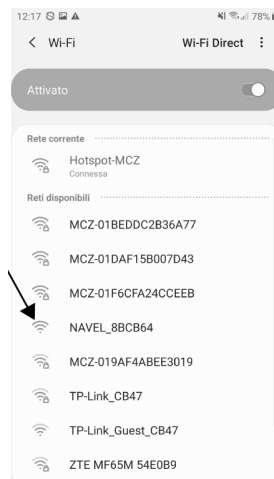 12:17 78%
Wi-Fi Wi-Fi Direct
Attivato
Rete corrente
Hotspot-MCZ
Connessa
Reti disponibili
MCZ-01BEDDC2B36A77
MCZ-01DAF15B007D43
MCZ-01F6CFA24CCEEB
NAVEL_8BCB64
MCZ-019AF4ABEE3019
TP-Link_CB47
TP-Link_Guest_CB47
ZTE MF65M 54E0B9